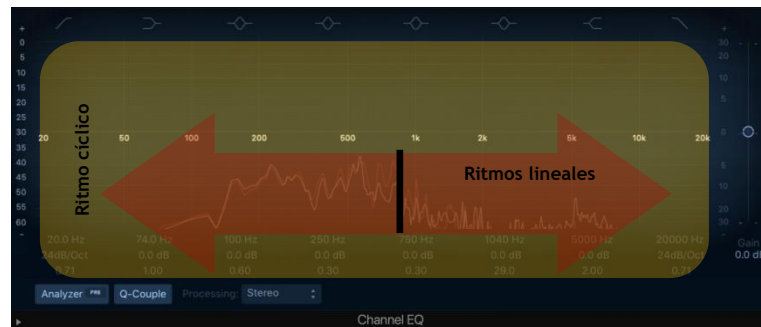 + +
0 30
5 20
10 10
15 5
20
25
30 0
35
40 5
45
50 10
55 20
60 30
- -
20 50 100 200 500 1k 2k 5k 10k 20k
Ritmo cíclico
Ritmos lineales
20.0 Hz 74.0 Hz 100 Hz 250 Hz 750 Hz 1040 Hz 5000 Hz 20000 Hz Gain
24dB/Oct 0.0 dB 0.0 dB 0.0 dB 0.0 dB 0.0 dB 0.0 dB 24dB/Oct 0.0 dB
0.71 1.00 0.60 0.30 0.30 29.0 2.00 0.71
Analyzer PRE Q-Couple Processing: Stereo
Channel EQ